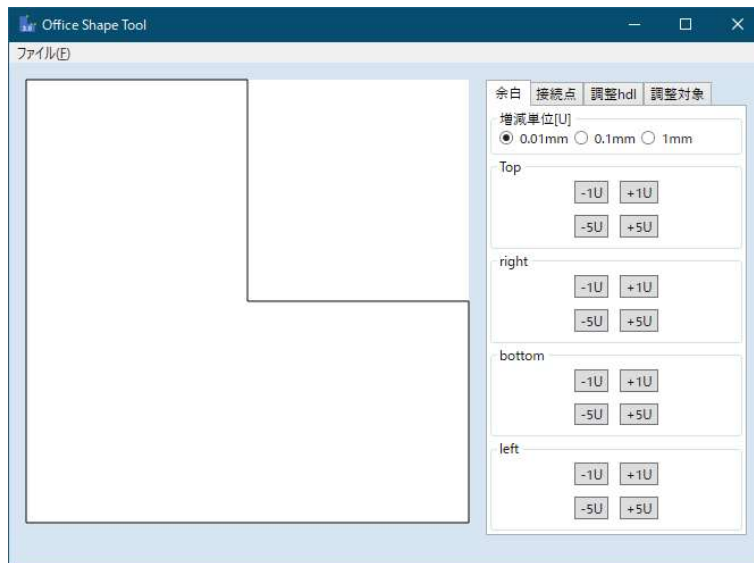 Office Shape Tool
ファイル(F)
余白 接続点 調整hdl 調整対象
増減単位[U]
0.01mm 0.1mm 1mm
Top
-1U +1U
-5U +5U
right
-1U +1U
-5U +5U
bottom
-1U +1U
-5U +5U
left
-1U +1U
-5U +5U